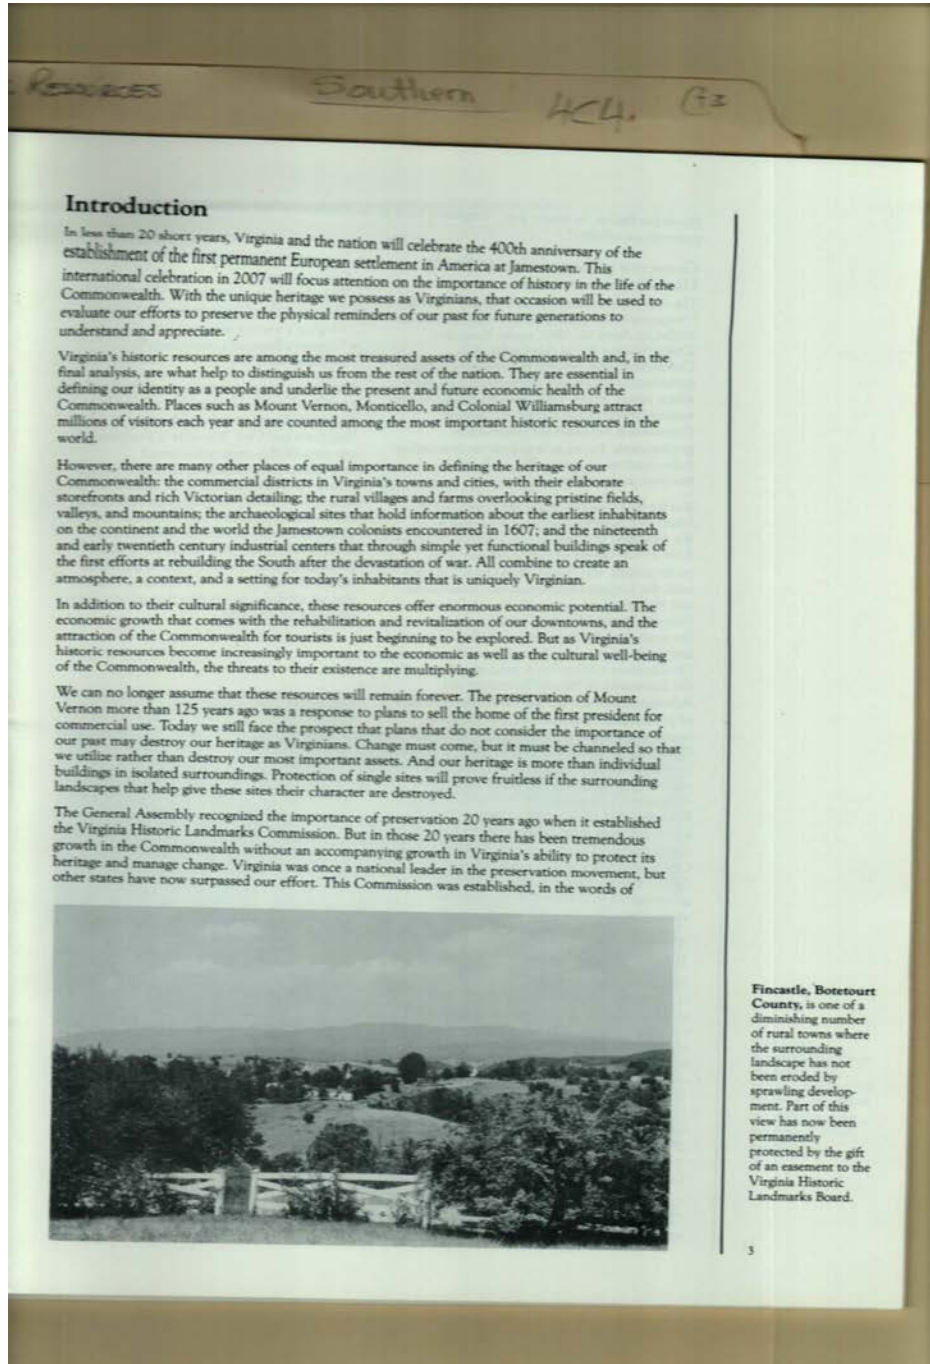 RESOURCES Southern 4C4.
Introduction
In less than 20 short years, Virginia and the nation will celebrate the 400th anniversary of the
establishment of the first permanent European settlement in America at Jamestown. This
international celebration in 2007 will focus attention on the importance of history in the life of the
Commonwealth. With the unique heritage we possess as Virginians, that occasion will be used to
evaluate our efforts to preserve the physical reminders of our past for future generations to
understand and appreciate.
Virginia's historic resources are among the most treasured assets of the Commonwealth and, in the
final analysis, are what help to distinguish us from the rest of the nation. They are essential in
defining our identity as a people and underlie the present and future economic health of the
Commonwealth. Places such as Mount Vernon, Monticello, and Colonial Williamsburg attract
millions of visitors each year and are counted among the most important historic resources in the
world.
However, there are many other places of equal importance in defining the heritage of our
Commonwealth: the commercial districts in Virginia's towns and cities, with their elaborate
storefronts and rich Victorian detailing; the rural villages and farms overlooking pristine fields,
valleys, and mountains; the archaeological sites that hold information about the earliest inhabitants
on the continent and the world the Jamestown colonists encountered in 1607; and the nineteenth
and early twentieth century industrial centers that through simple yet functional buildings speak of
the first efforts at rebuilding the South after the devastation of war. All combine to create an
atmosphere, a context, and a setting for today's inhabitants that is uniquely Virginian.
In addition to their cultural significance, these resources offer enormous economic potential. The
economic growth that comes with the rehabilitation and revitalization of our downtowns, and the
attraction of the Commonwealth for tourists is just beginning to be explored. But as Virginia's
historic resources become increasingly important to the economic as well as the cultural well-being
of the Commonwealth, the threats to their existence are multiplying.
We can no longer assume that these resources will remain forever. The preservation of Mount
Vernon more than 125 years ago was a response to plans to sell the home of the first president for
commercial use. Today we still face the prospect that plans that do not consider the importance of
our past may destroy our heritage as Virginians. Change must come, but it must be channeled so that
we utilize rather than destroy our most important assets. And our heritage is more than individual
buildings in isolated surroundings. Protection of single sites will prove fruitless if the surrounding
landscapes that help give these sites their character are destroyed.
The General Assembly recognized the importance of preservation 20 years ago when it established
the Virginia Historic Landmarks Commission. But in those 20 years there has been tremendous
growth in the Commonwealth without an accompanying growth in Virginia's ability to protect its
heritage and manage change. Virginia was once a national leader in the preservation movement, but
other states have now surpassed our effort. This Commission was established, in the words of
Fincastle, Botetourt
County, is one of a
diminishing number
of rural towns where
the surrounding
landscape has not
been eroded by
sprawling develop-
ment. Part of this
view has now been
permanently
protected by the gift
of an easement to the
Virginia Historic
Landmarks Board.
3